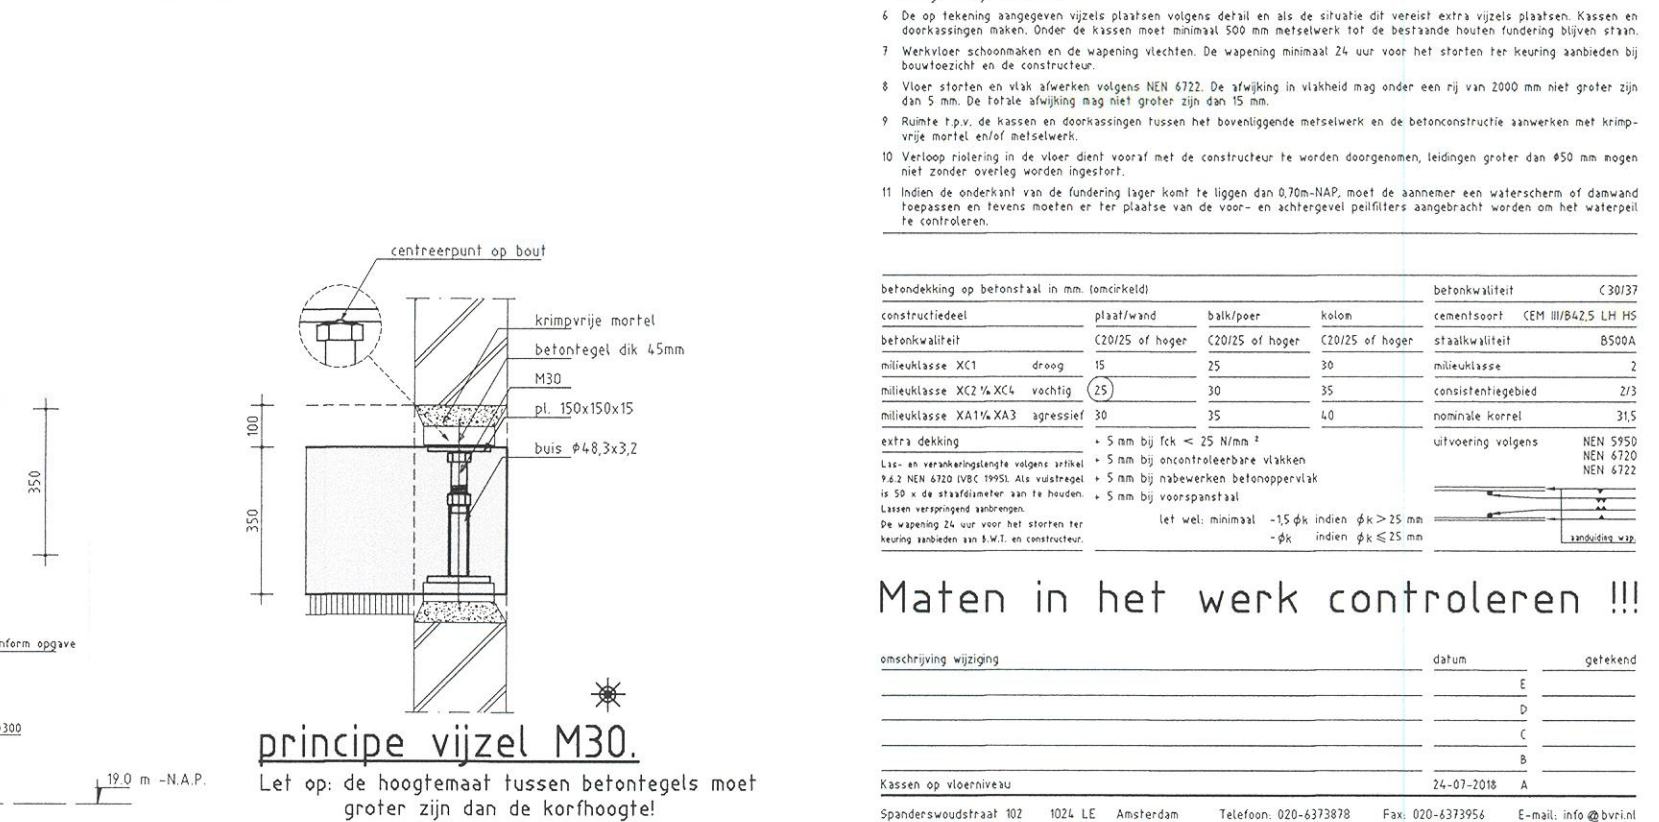 6 De op tekening aangegeven vijzels plaatsen volgens detail en als de situatie dit vereist extra vijzels plaatsen. Kassen en
doorkassingen maken. Onder de kassen moet minimaal 500 mm metselwerk tot de bestaande houten fundering blijven staan.
7 Werkvloer schoonmaken en de wapening vlechten. De wapening minimaal 24 uur voor het storten ter keuring aanbieden bij
bouwtoezicht en de constructeur.
8 Vloer storten en vlak afwerken volgens NEN 6722. De afwijking in vlakheid mag onder een rij van 2000 mm niet groter zijn
dan 5 mm. De totale afwijking mag niet groter zijn dan 15 mm.
9 Ruimte t.p.v. de kassen en doorkassingen tussen het bovenliggende metselwerk en de betonconstructie aanwerken met krimp-
vrije mortel en/of metselwerk.
10 Verloop riolering in de vloer dient vooraf met de constructeur te worden doorgenomen, leidingen groter dan ø50 mm mogen
niet zonder overleg worden ingestort.
11 Indien de onderkant van de fundering lager komt te liggen dan 0,70m-NAP, moet de aannemer een waterscherm of damwand
toepassen en tevens moeten er ter plaatse van de voor- en achtergevel peilfilters aangebracht worden om het waterpeil
te controleren.
centreerpunt op bout
krimpvrije mortel
betontegel dik 45mm
M30
pl. 150x150x15
buis ø48,3x3,2
100
350
350
nform opgave
300
19.0 m -N.A.P.
principe vijzel M30.
Let op: de hoogtemaat tussen betontegels moet
groter zijn dan de korfhoogte!
betondekking op betonstaal in mm. (omcirkeld)
constructiedeel plaat/wand balk/poer kolom
betonkwaliteit C20/25 of hoger C20/25 of hoger C20/25 of hoger
milieuklasse XC1 droog 15 25 30
milieuklasse XC2 t/m XC4 vochtig 25 30 35
milieuklasse XA1 t/m XA3 agressief 30 35 40
extra dekking + 5 mm bij fck < 25 N/mm ²
+ 5 mm bij oncontroleerbare vlakken
+ 5 mm bij nabewerken betonoppervlak
+ 5 mm bij voorspanstaal
let wel: minimaal -1,5 øk indien øk > 25 mm
-øk indien øk ≤ 25 mm
Las- en verankeringslengte volgens artikel
9.6.2 NEN 6720 (VBC 1995). Als vuistregel
is 50 x de staafdiameter aan te houden.
Lassen verspringend aanbrengen.
De wapening 24 uur voor het storten ter
keuring aanbieden aan B.W.T. en constructeur.
betonkwaliteit C30/37
cementsoort CEM III/B42,5 LH HS
staalkwaliteit B500A
milieuklasse 2
consistentiegebied 2/3
nominale korrel 31,5
uitvoering volgens NEN 5950
NEN 6720
NEN 6722
aanduiding wap.
Maten in het werk controleren !!!
omschrijving wijziging datum getekend
E
D
C
B
Kassen op vloerniveau 24-07-2018 A
Spanderswoudstraat 102 1024 LE Amsterdam Telefoon: 020-6373878 Fax: 020-6373956 E-mail: info @ bvri.nl